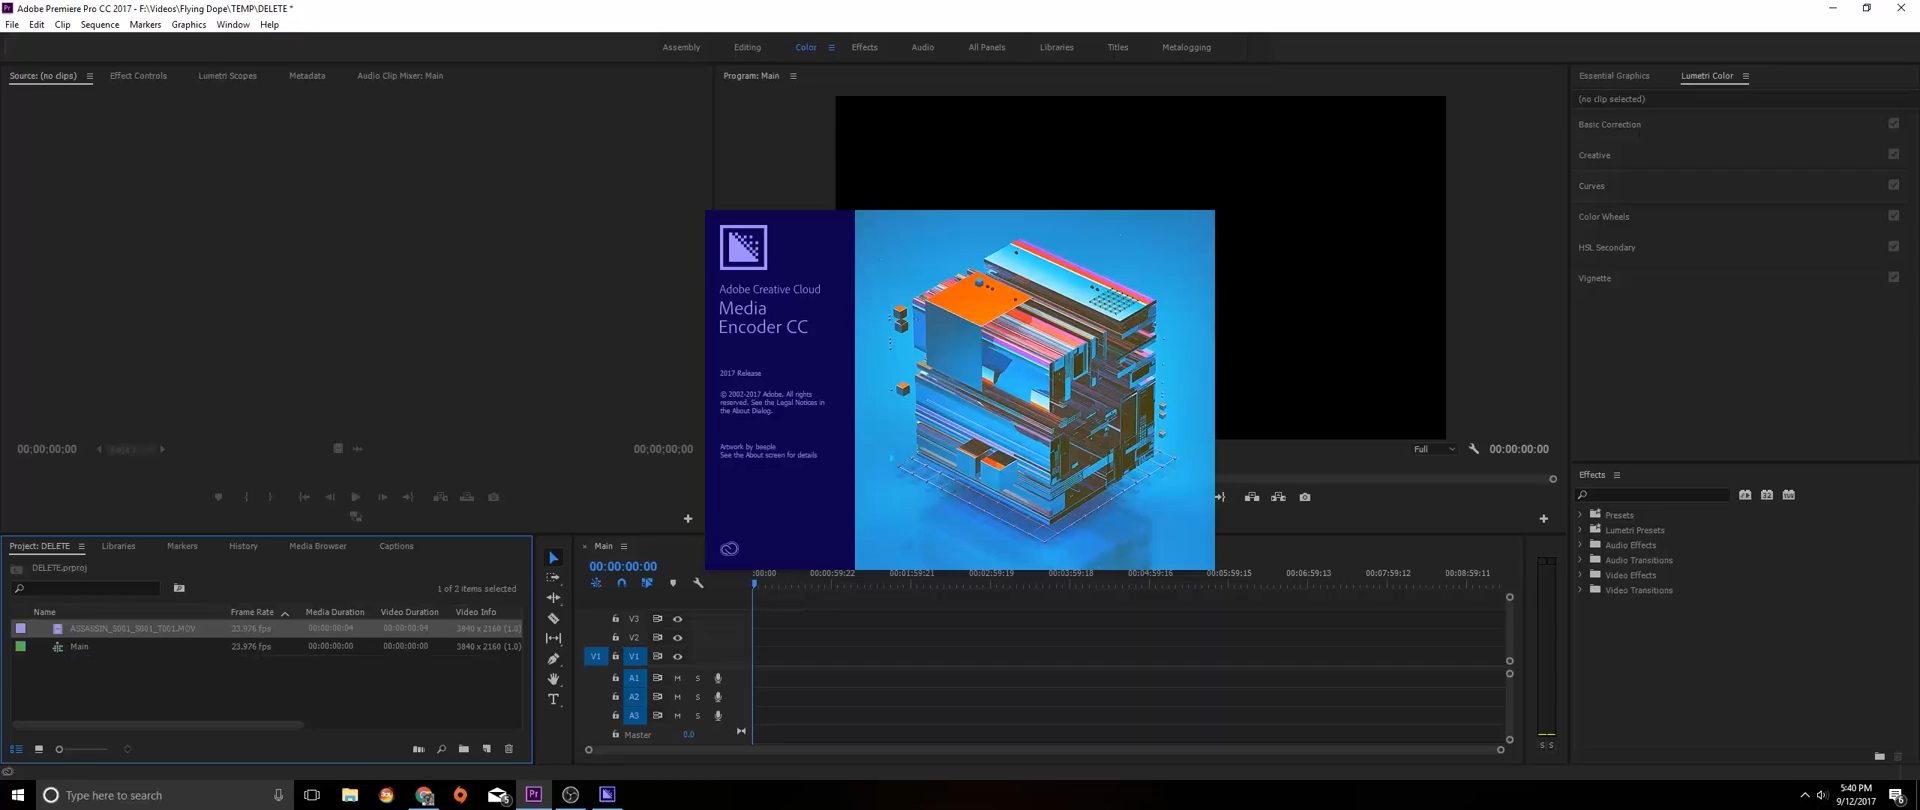 Adobe Premiere Pro CC 2017 - F:\Videos\Flying Dope\TEMP\DELETE *
File Edit Clip Sequence Markers Graphics Window Help
Assembly Editing Color Effects Audio All Panels Libraries Titles Metalogging
Source: (no clips) Effect Controls Lumetri Scopes Metadata Audio Clip Mixer: Main
Program: Main
Essential Graphics Lumetri Color
(no clip selected)
Basic Correction
Creative
Curves
Color Wheels
HSL Secondary
Vignette
Adobe Creative Cloud
Media
Encoder CC
2017 Release
© 2002-2017 Adobe. All rights
reserved. See the Legal Notices in
the About Dialog.
Artwork by beeple
See the About screen for details
00;00;00;00
00;00;00;00
Full 00:00:00:00
Effects
Presets
Lumetri Presets
Audio Effects
Audio Transitions
Video Effects
Video Transitions
Project: DELETE Libraries Markers History Media Browser Captions
DELETE.prproj
1 of 2 items selected
Name Frame Rate Media Duration Video Duration Video Info
ASSASSIN_S001_S001_T001.MOV 23.976 fps 00:00:00:04 00:00:00:04 3840 x 2160 (1.0)
Main 23.976 fps 00:00:00:00 00:00:00:00 3840 x 2160 (1.0)
Main
00:00:00:00
:00:00 00:00:59:22 00:01:59:21 00:02:59:19 00:03:59:18 00:04:59:16 00:05:59:15 00:06:59:13 00:07:59:12 00:08:59:11
V3
V2
V1 V1
A1 M S
A2 M S
A3 M S
Master 0.0
S S
Type here to search
5
Pr
5:40 PM
9/12/2017
6